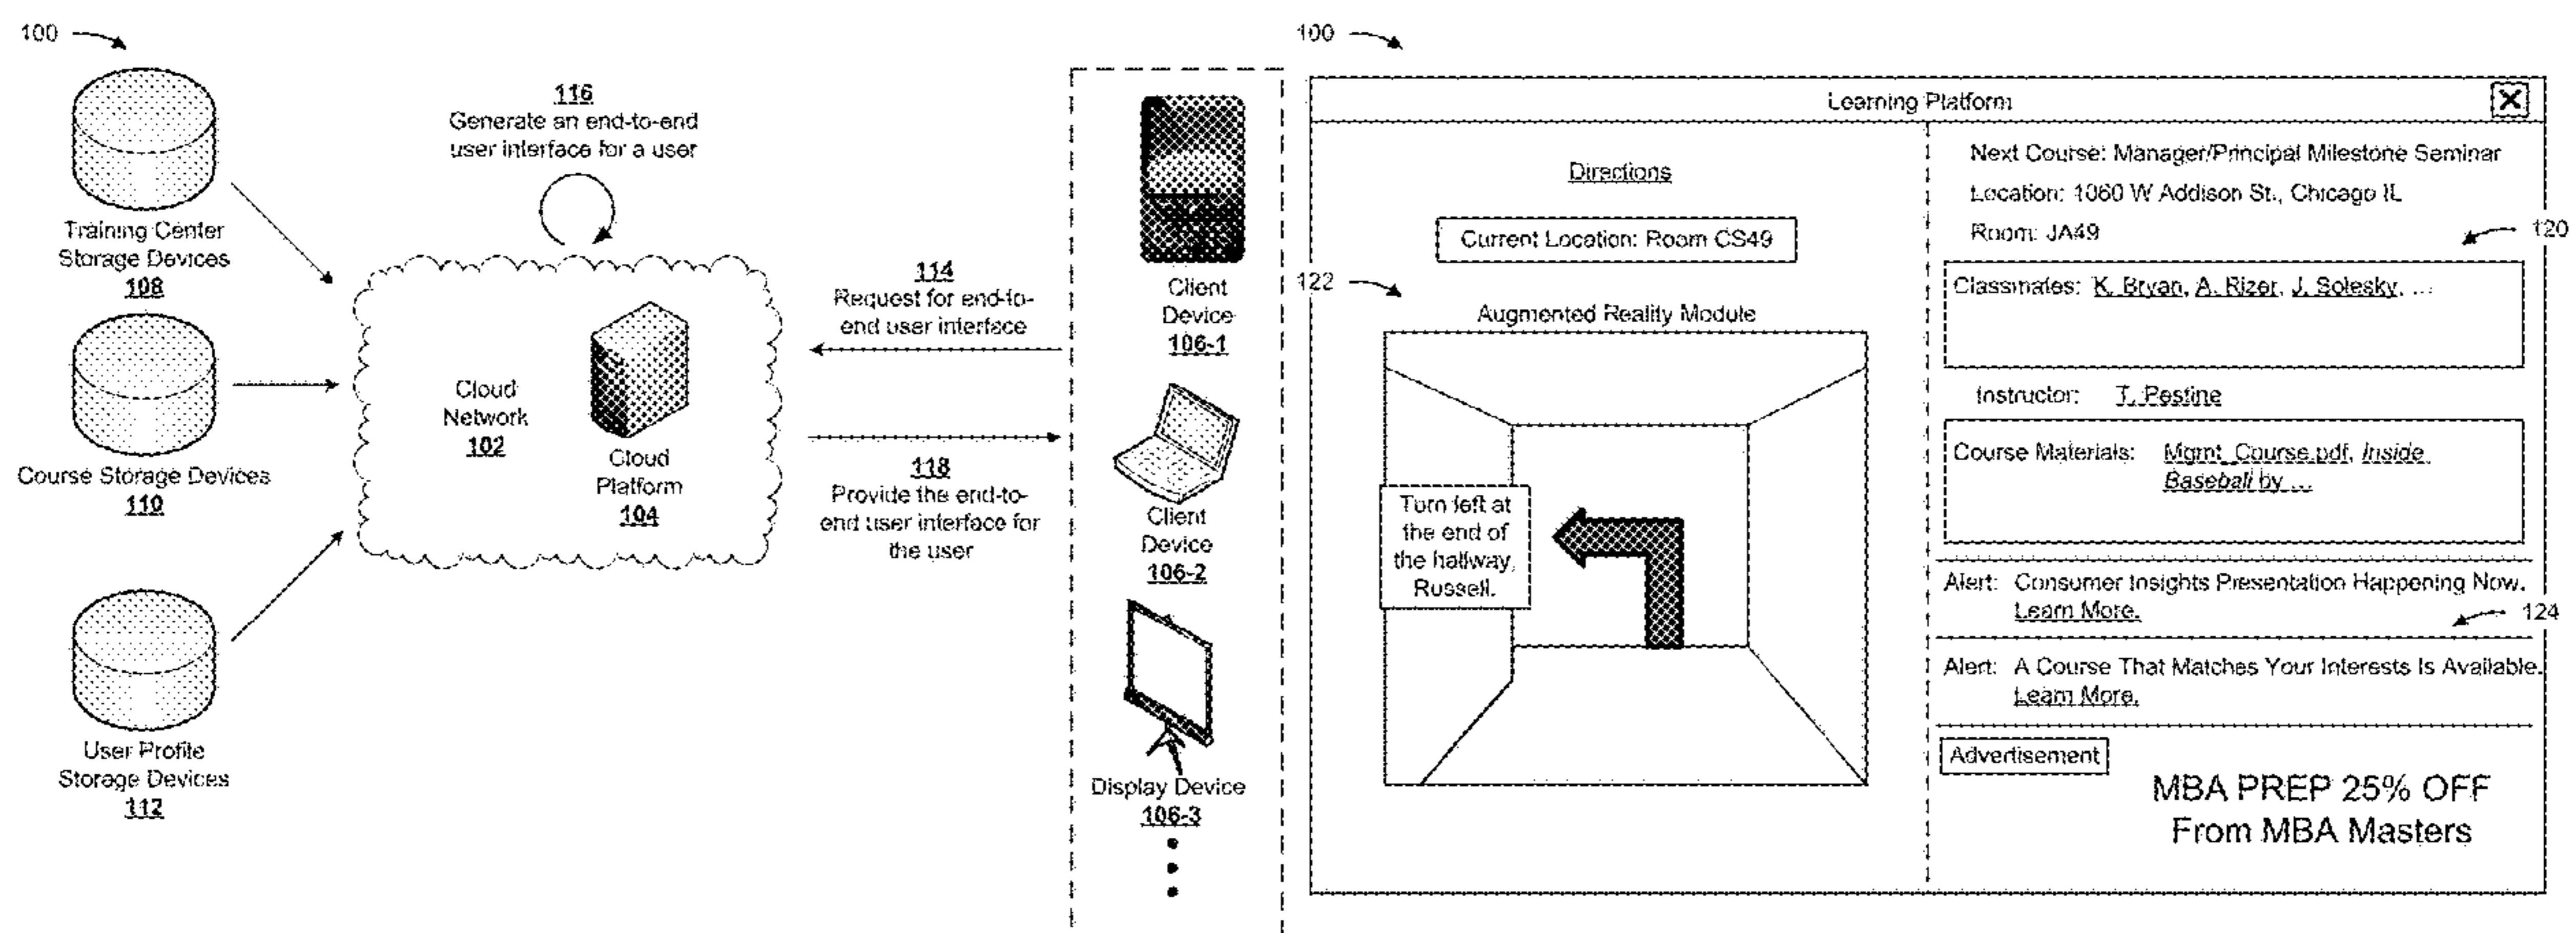 100
116
Generate an end-to-end
user interface for a user
Training Center
Storage Devices
108
Course Storage Devices
110
User Profile
Storage Devices
112
Cloud
Network
102
Cloud
Platform
104
114
Request for end-to-
end user interface
118
Provide the end-to-
end user interface for
the user
Client
Device
106-1
Client
Device
106-2
Display Device
106-3
100
Learning Platform
Directions
Current Location: Room CS49
122
Augmented Reality Module
Turn left at
the end of
the hallway,
Russell.
Next Course: Manager/Principal Milestone Seminar
Location: 1060 W Addison St., Chicago IL
Room: JA49
120
Classmates: K. Bryan, A. Rizer, J. Solesky, ...
Instructor: T. Pestine
Course Materials: Mgmt_Course.pdf, Inside
Baseball by ...
Alert: Consumer Insights Presentation Happening Now.
Learn More.
124
Alert: A Course That Matches Your Interests Is Available.
Learn More.
Advertisement
MBA PREP 25% OFF
From MBA Masters